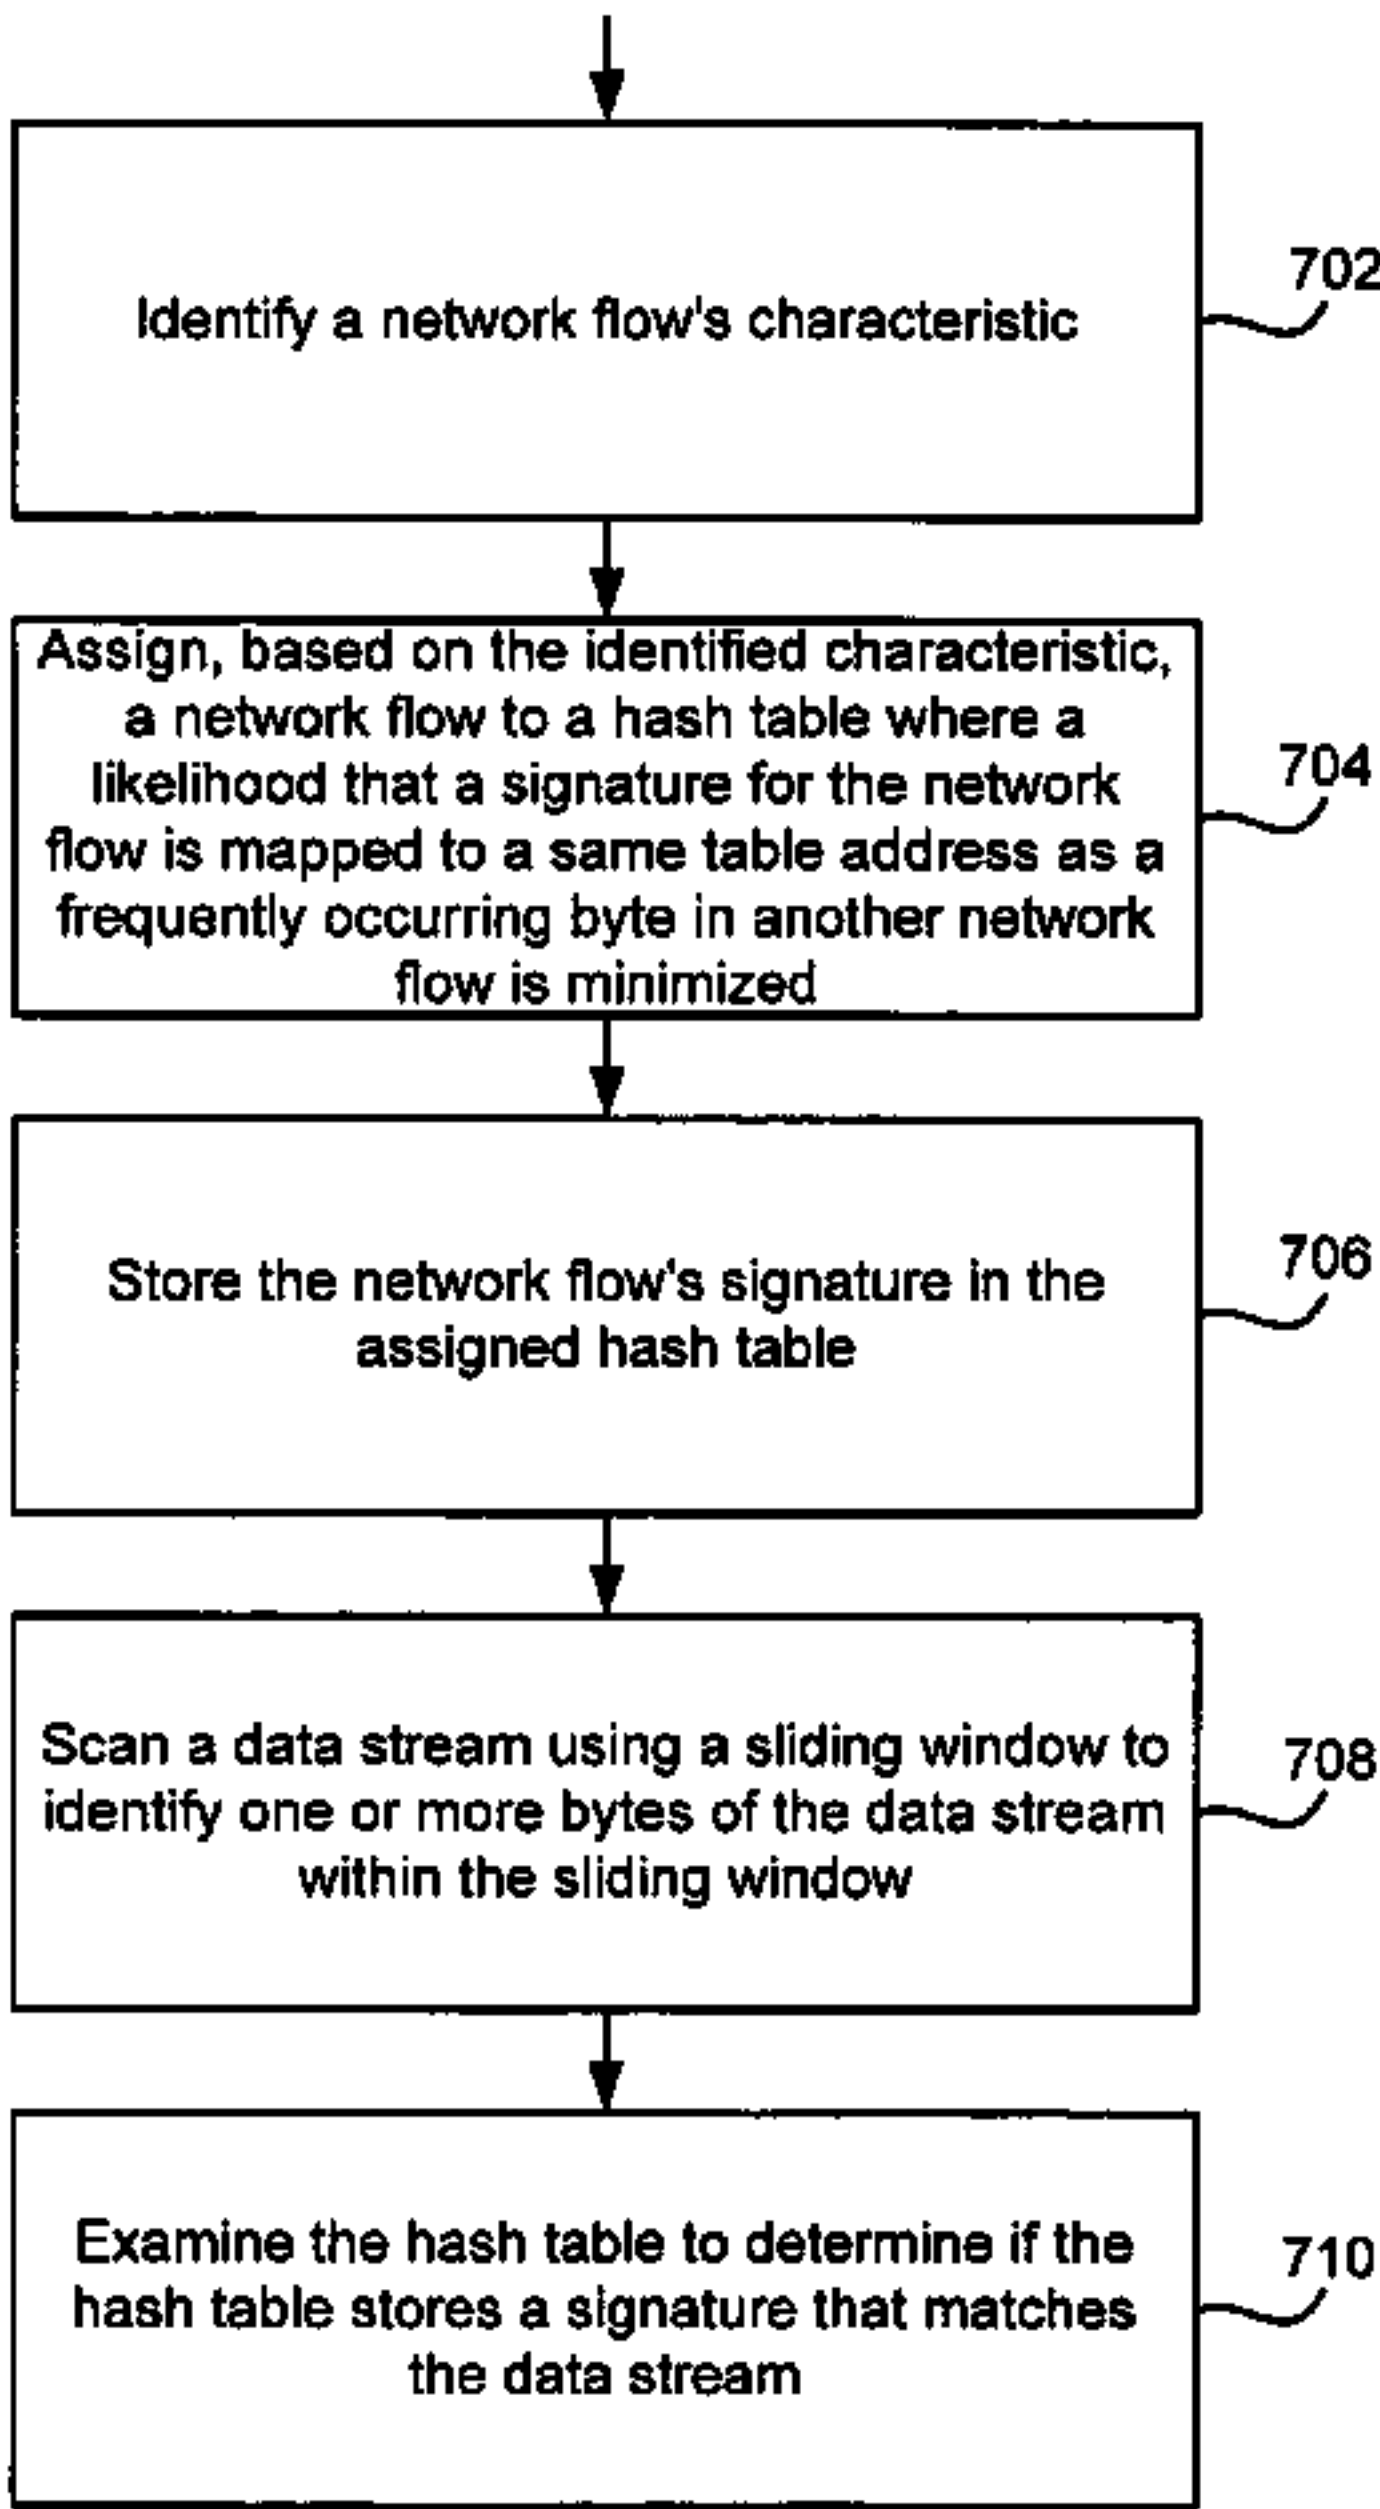 Identify a network flow's characteristic
702
Assign, based on the identified characteristic,
a network flow to a hash table where a
likelihood that a signature for the network
flow is mapped to a same table address as a
frequently occurring byte in another network
flow is minimized
704
Store the network flow's signature in the
assigned hash table
706
Scan a data stream using a sliding window to
identify one or more bytes of the data stream
within the sliding window
708
Examine the hash table to determine if the
hash table stores a signature that matches
the data stream
710